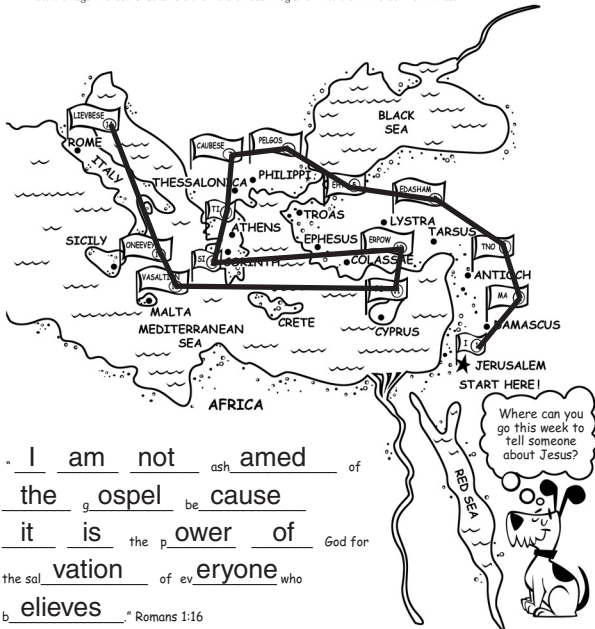 LIEVBESE
ROME
ITALY
CAUBESE
PELGOS
BLACK
SEA
THESSALONICA
PHILIPPI
EDASHAM
TI
TROAS
ATHENS
LYSTRA
TARSUS
SICILY
ONEEVEY
EPHESUS
ERPOW
TNO
SI
COLASSAE
VASALTION
ANTIOCH
MA
MALTA
CRETE
CYPRUS
DAMASCUS
MEDITERRANEAN
SEA
I
JERUSALEM
START HERE!
AFRICA
RED SEA
Where can you
go this week to
tell someone
about Jesus?
" I am not ashamed of
the gospel because
it is the power of God for
the salvation of everyone who
believes." Romans 1:16